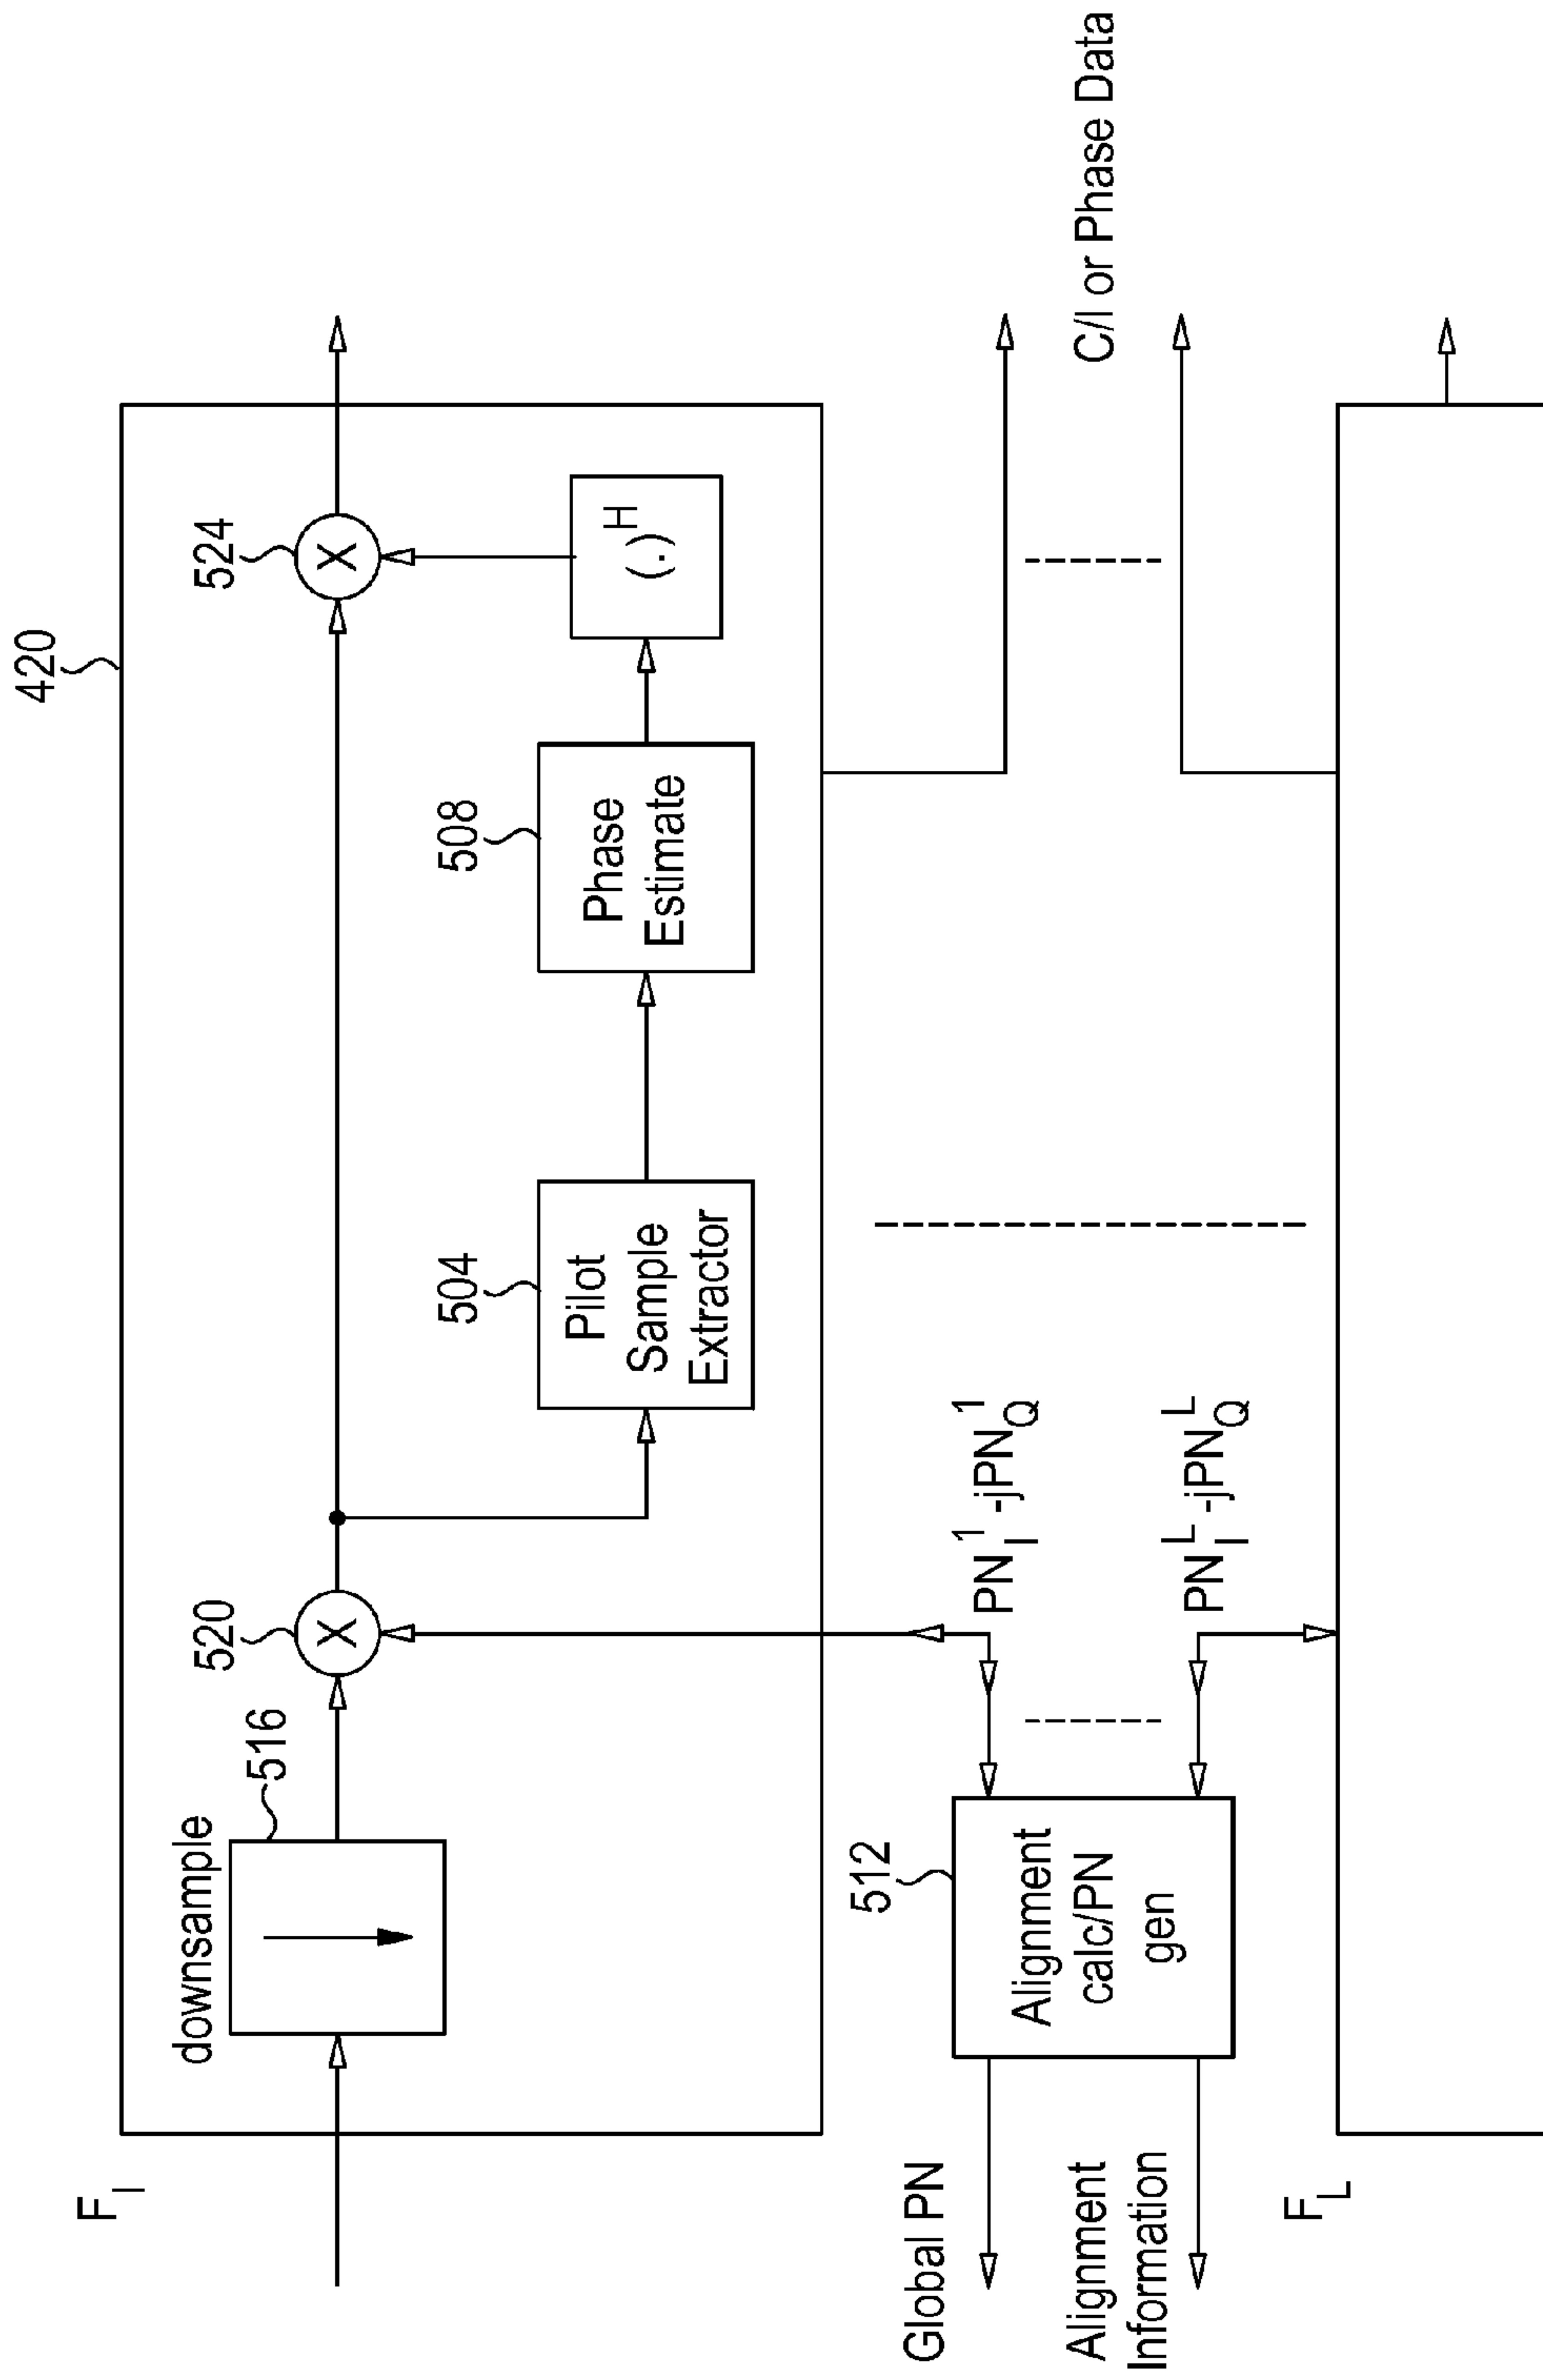 420
F_I
downsample
516
520
524
504
Pilot
Sample
Extractor
508
Phase
Estimate
(.)^H
X
X
Global PN
Alignment
Information
512
Alignment
calc/PN
gen
PN_I^1-jPN_Q^1
PN_I^L-jPN_Q^L
C/I or Phase Data
F_L